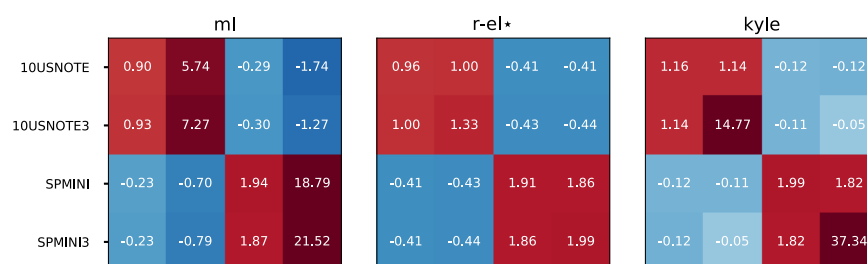 ml r-el⋆ kyle
10USNOTE 0.90 5.74 -0.29 -1.74 0.96 1.00 -0.41 -0.41 1.16 1.14 -0.12 -0.12
10USNOTE3 0.93 7.27 -0.30 -1.27 1.00 1.33 -0.43 -0.44 1.14 14.77 -0.11 -0.05
SPMINI -0.23 -0.70 1.94 18.79 -0.41 -0.43 1.91 1.86 -0.12 -0.11 1.99 1.82
SPMINI3 -0.23 -0.79 1.87 21.52 -0.41 -0.44 1.86 1.99 -0.12 -0.05 1.82 37.34